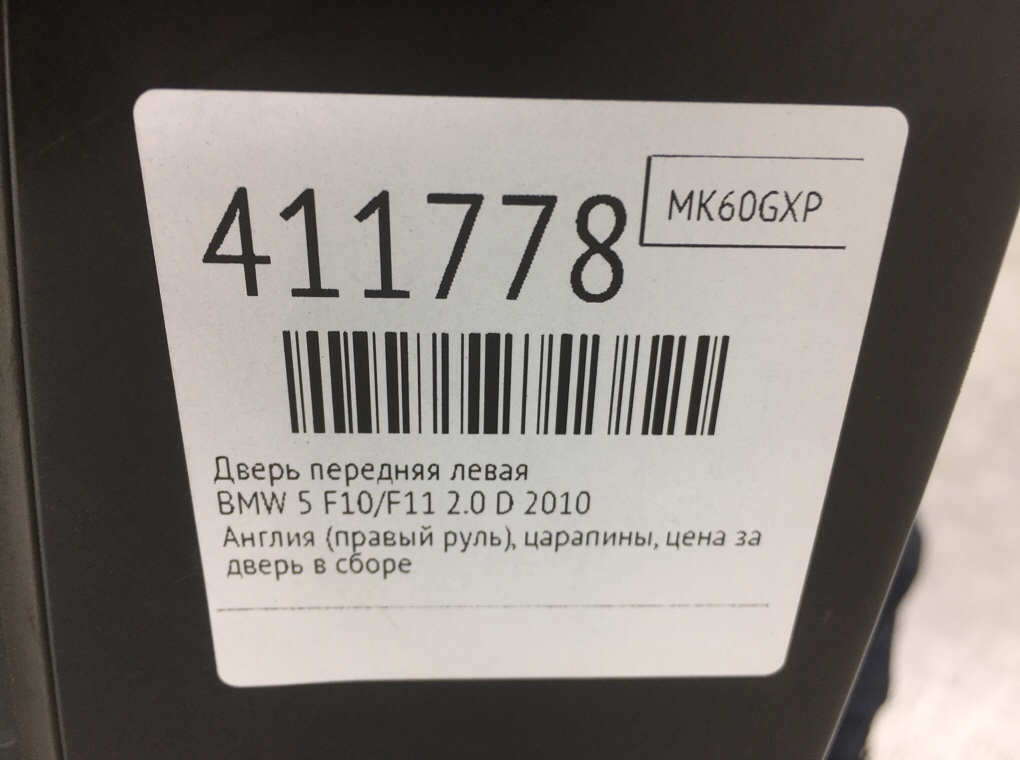 411778
MK60GXP
Дверь передняя левая
BMW 5 F10/F11 2.0 D 2010
Англия (правый руль), царапины, цена за
дверь в сборе